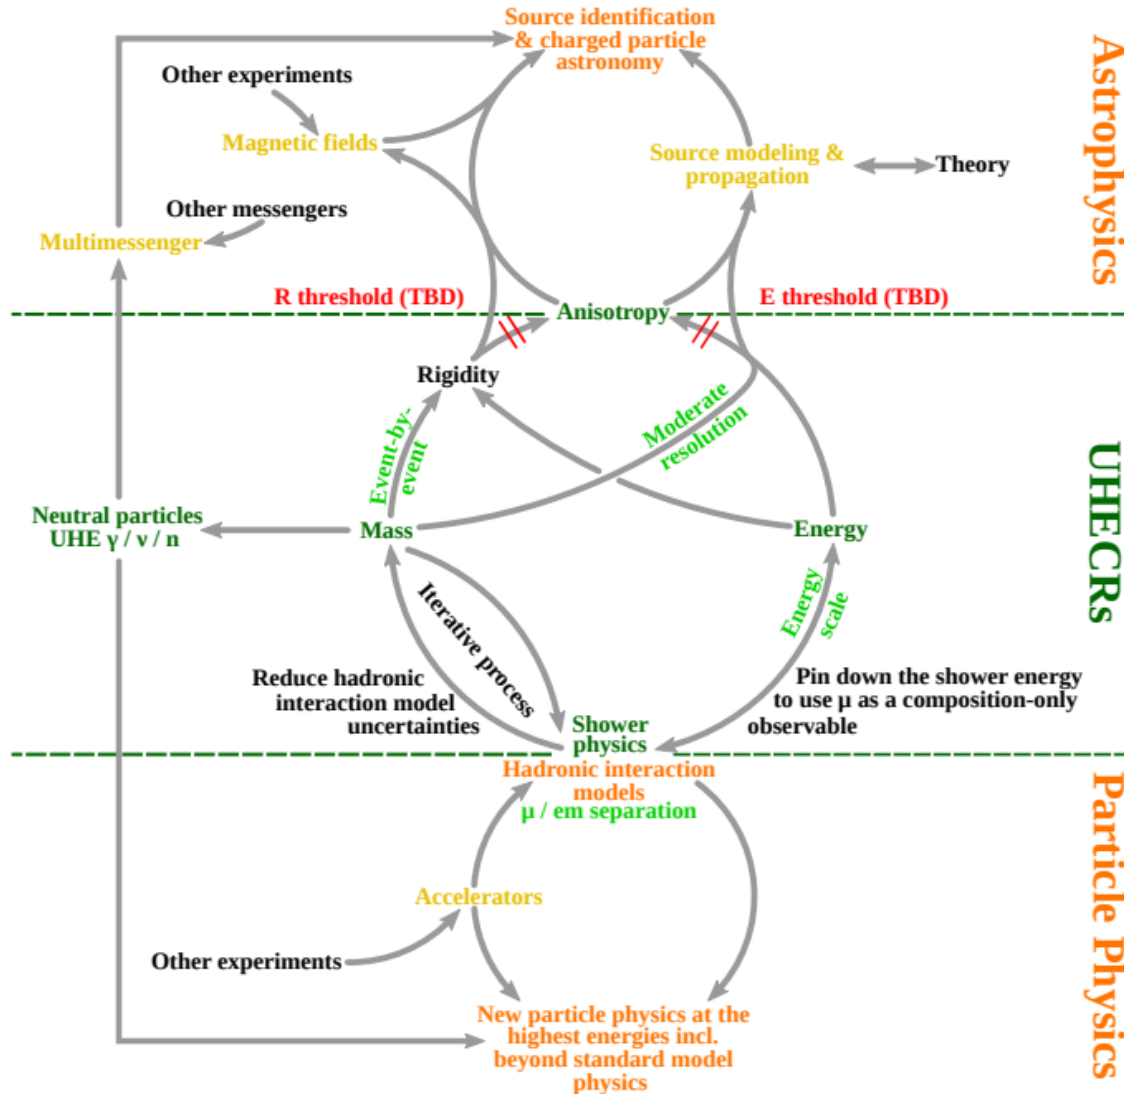 Source identification
& charged particle
astronomy
Astrophysics
Other experiments
Magnetic fields
Source modeling &
propagation
Theory
Other messengers
Multimessenger
R threshold (TBD)
E threshold (TBD)
Anisotropy
Rigidity
Event-by-
event
Moderate
resolution
UHECRs
Neutral particles
UHE γ / ν / n
Mass
Energy
Iterative process
Energy
scale
Reduce hadronic
interaction model
uncertainties
Pin down the shower energy
to use μ as a composition-only
observable
Shower
physics
Hadronic interaction
models
μ / em separation
Particle Physics
Accelerators
Other experiments
New particle physics at the
highest energies incl.
beyond standard model
physics